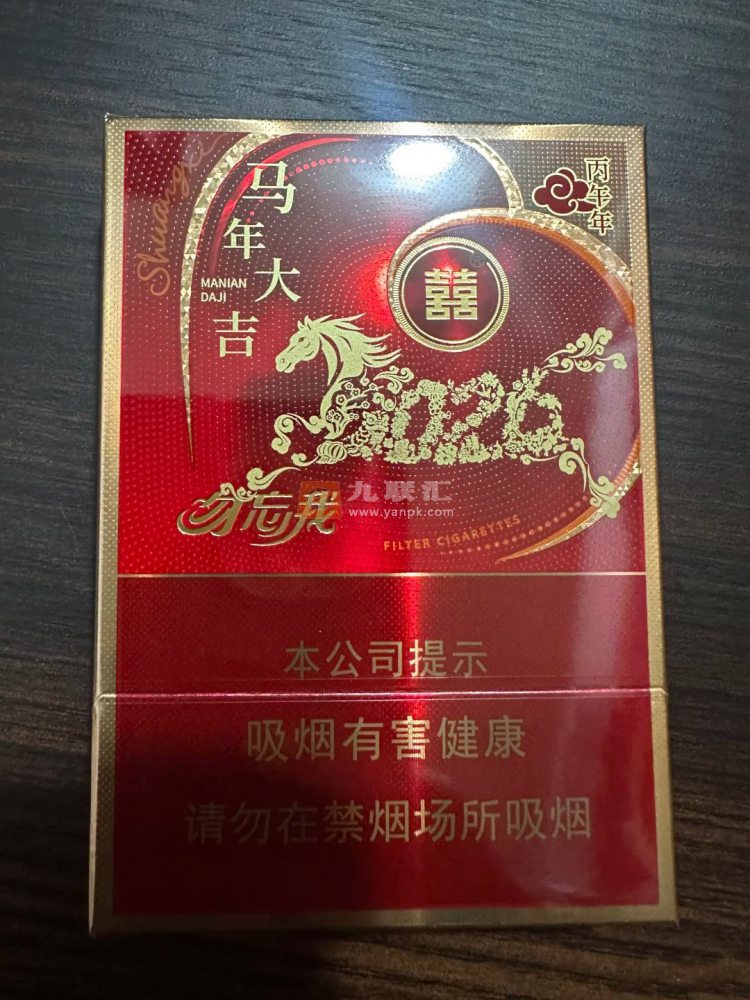 Shuangxi
马年大吉
MANIAN
DAJI
丙午年
囍
2026
勿忘我
九联汇
www.yanpk.com
FILTER CIGARETTES
本公司提示
吸烟有害健康
请勿在禁烟场所吸烟